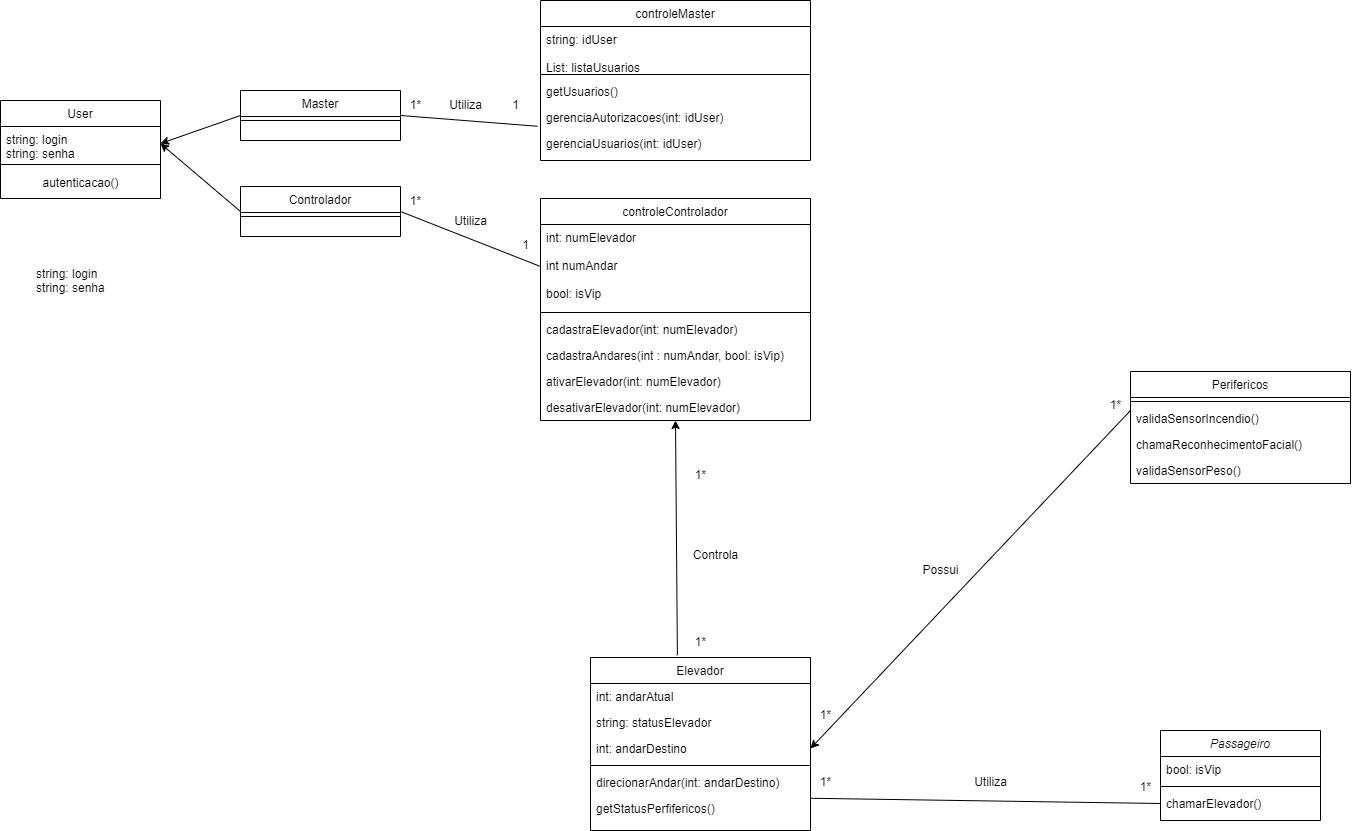 controleMaster
string: idUser
List: listaUsuarios
getUsuarios()
gerenciaAutorizacoes(int: idUser)
gerenciaUsuarios(int: idUser)
Master
1*
Utiliza
1
User
string: login
string: senha
autenticacao()
Controlador
1*
Utiliza
1
controleControlador
int: numElevador
int numAndar
bool: isVip
cadastraElevador(int: numElevador)
cadastraAndares(int : numAndar, bool: isVip)
ativarElevador(int: numElevador)
desativarElevador(int: numElevador)
string: login
string: senha
Perifericos
validaSensorIncendio()
chamaReconhecimentoFacial()
validaSensorPeso()
1*
1*
Controla
Possui
1*
Elevador
int: andarAtual
string: statusElevador
int: andarDestino
direcionarAndar(int: andarDestino)
getStatusPerfifericos()
1*
1*
Utiliza
1*
Passageiro
bool: isVip
chamarElevador()